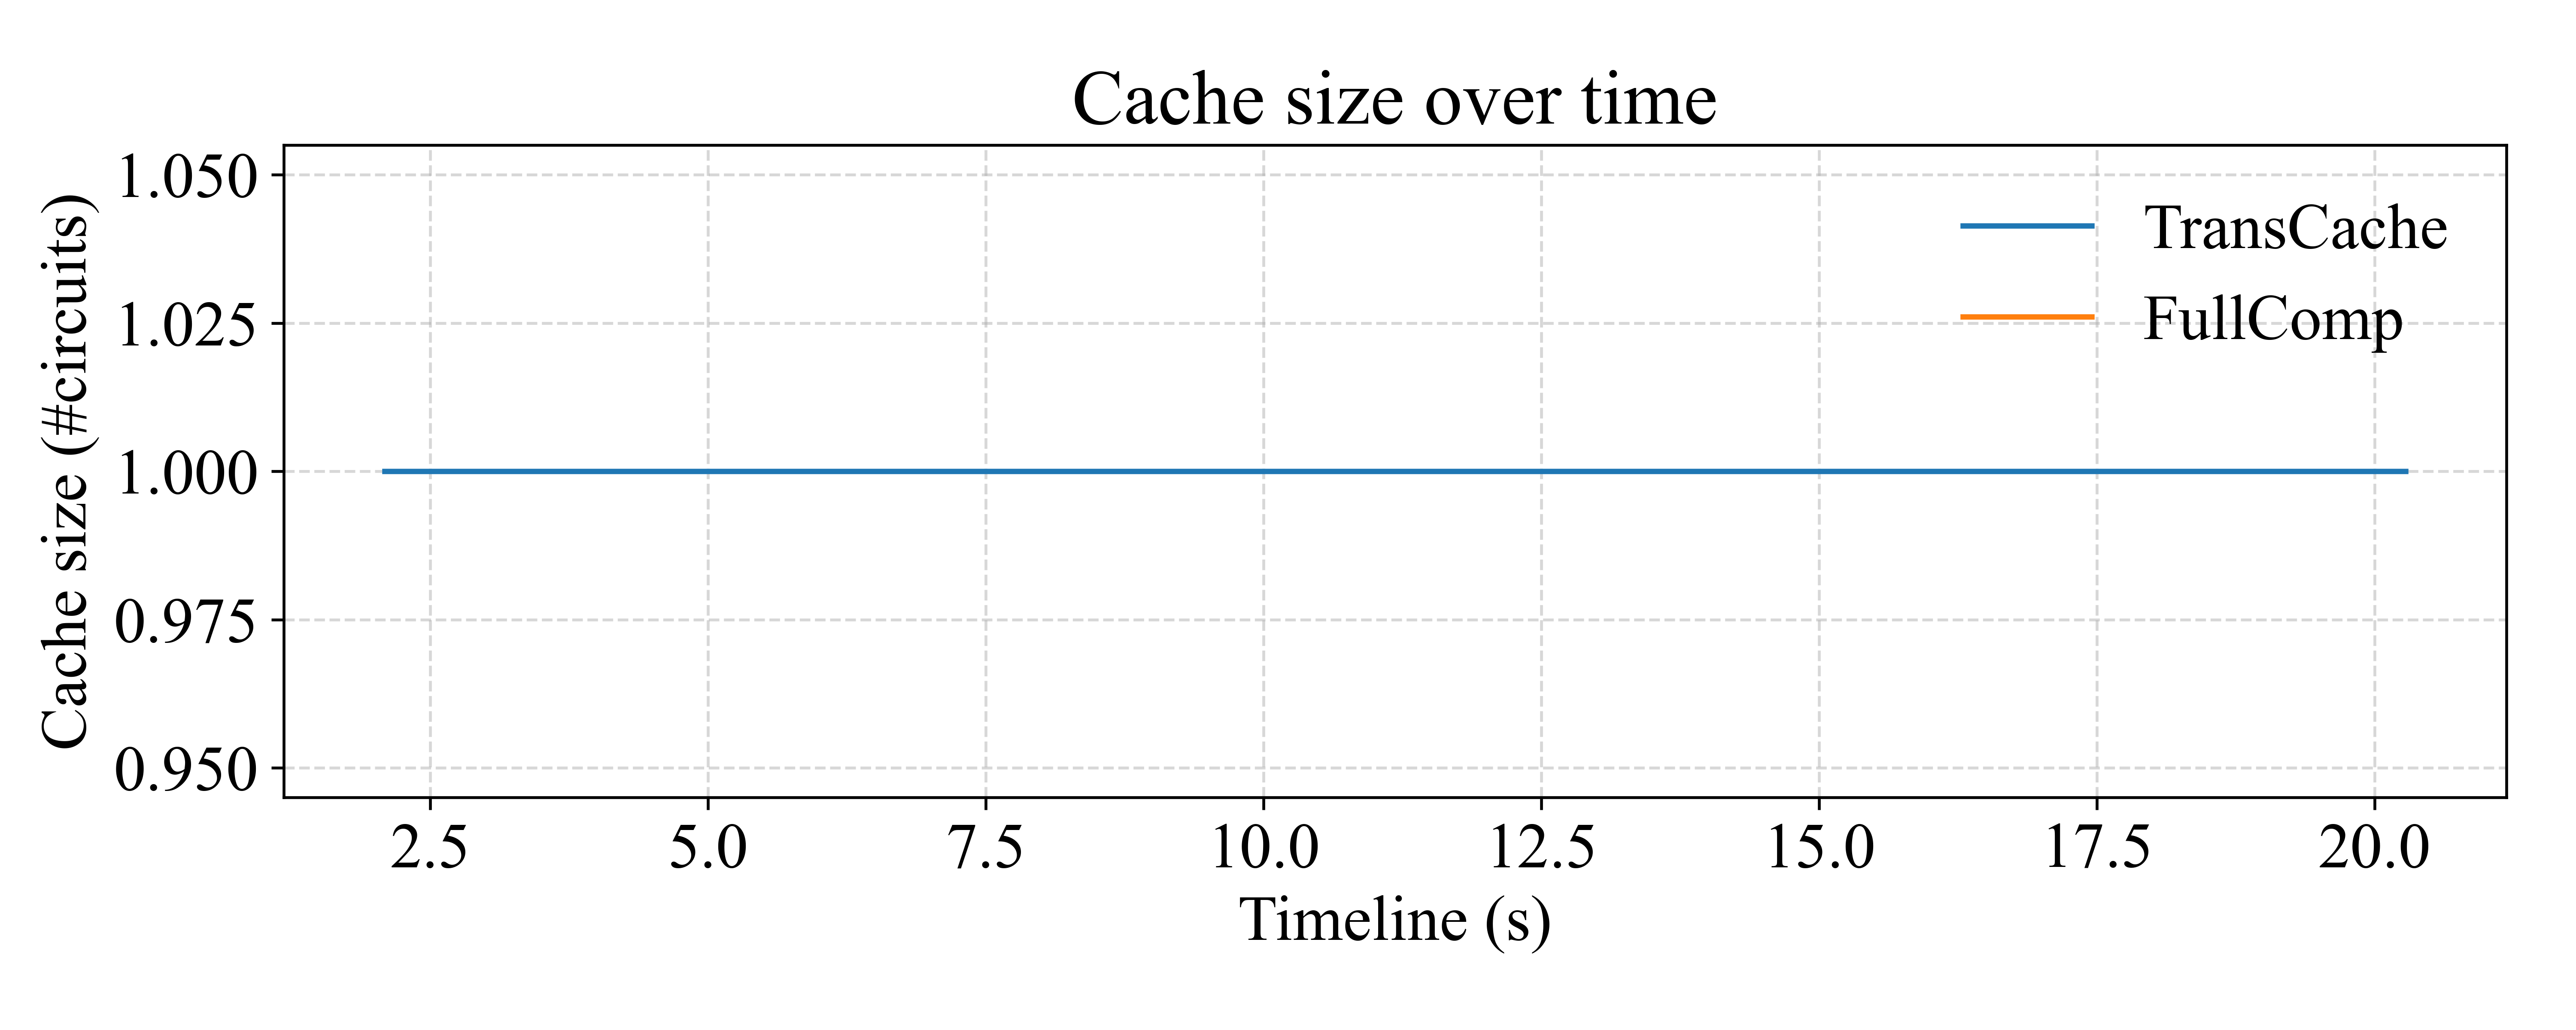 Cache size over time
Cache size (#circuits)
1.050
1.025
1.000
0.975
0.950
TransCache
FullComp
2.5 5.0 7.5 10.0 12.5 15.0 17.5 20.0
Timeline (s)